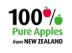 100%
Pure Apples
from NEW ZEALAND